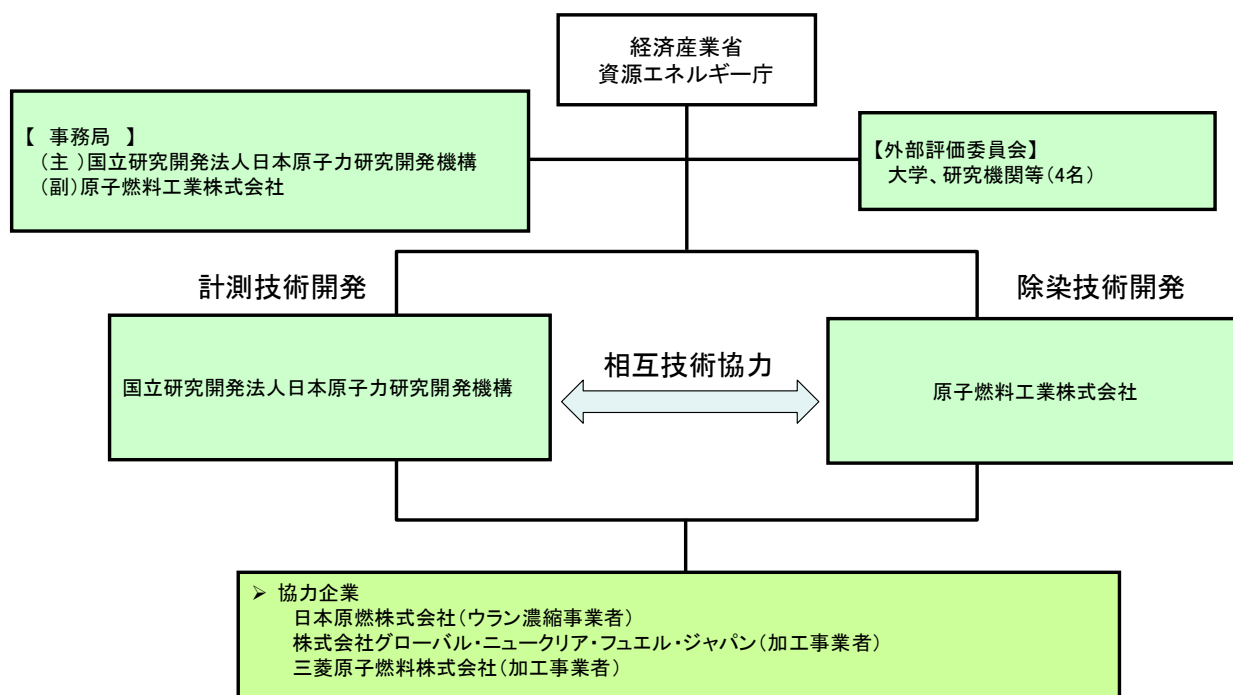 経済産業省
資源エネルギー庁
【 事務局 】
(主 )国立研究開発法人日本原子力研究開発機構
(副)原子燃料工業株式会社
【外部評価委員会】
大学、研究機関等(4名)
計測技術開発
除染技術開発
国立研究開発法人日本原子力研究開発機構
相互技術協力
原子燃料工業株式会社
➢ 協力企業
日本原燃株式会社(ウラン濃縮事業者)
株式会社グローバル・ニュークリア・フュエル・ジャパン(加工事業者)
三菱原子燃料株式会社(加工事業者)